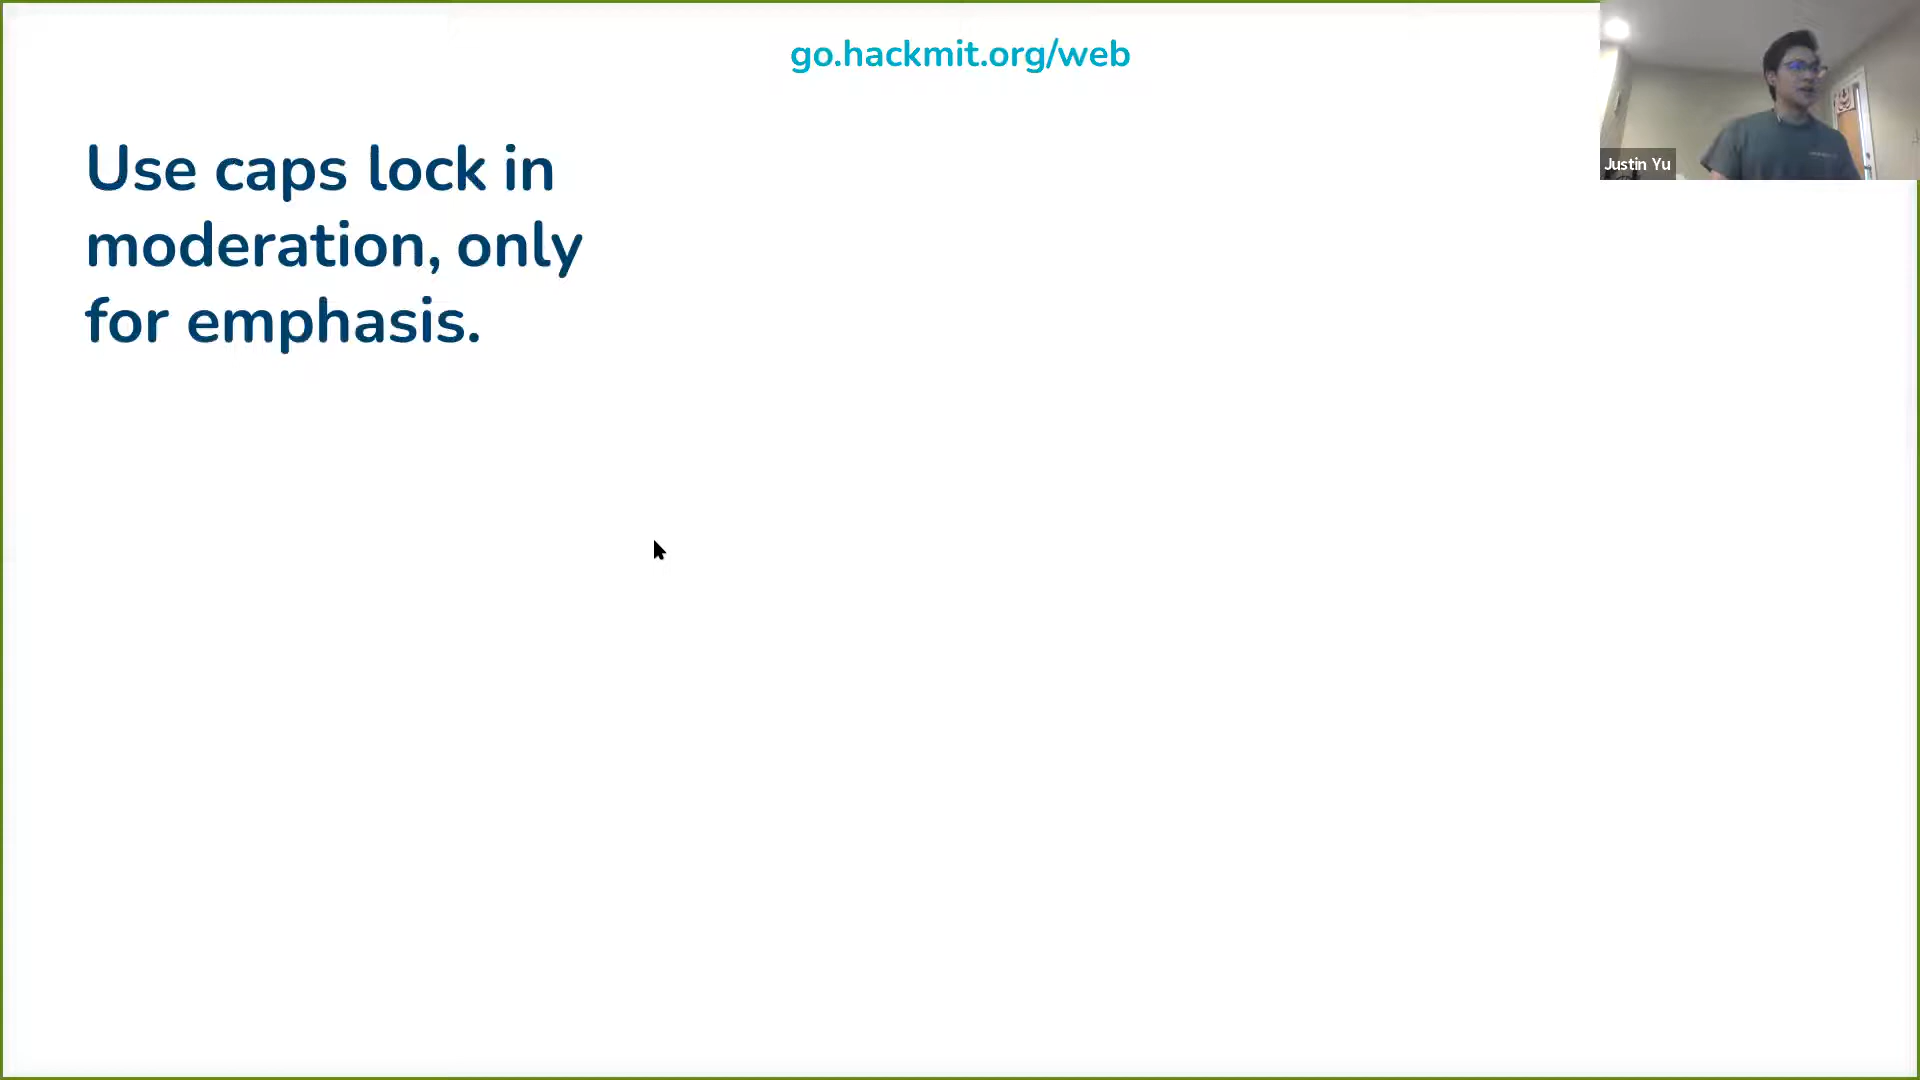 go.hackmit.org/web
Use caps lock in
moderation, only
for emphasis.
Justin Yu